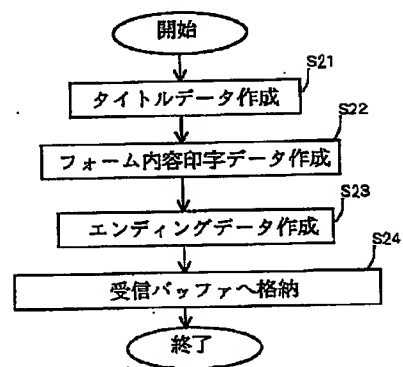 開始
S21
タイトルデータ作成
S22
フォーム内容印字データ作成
S23
エンディングデータ作成
S24
受信バッファへ格納
終了